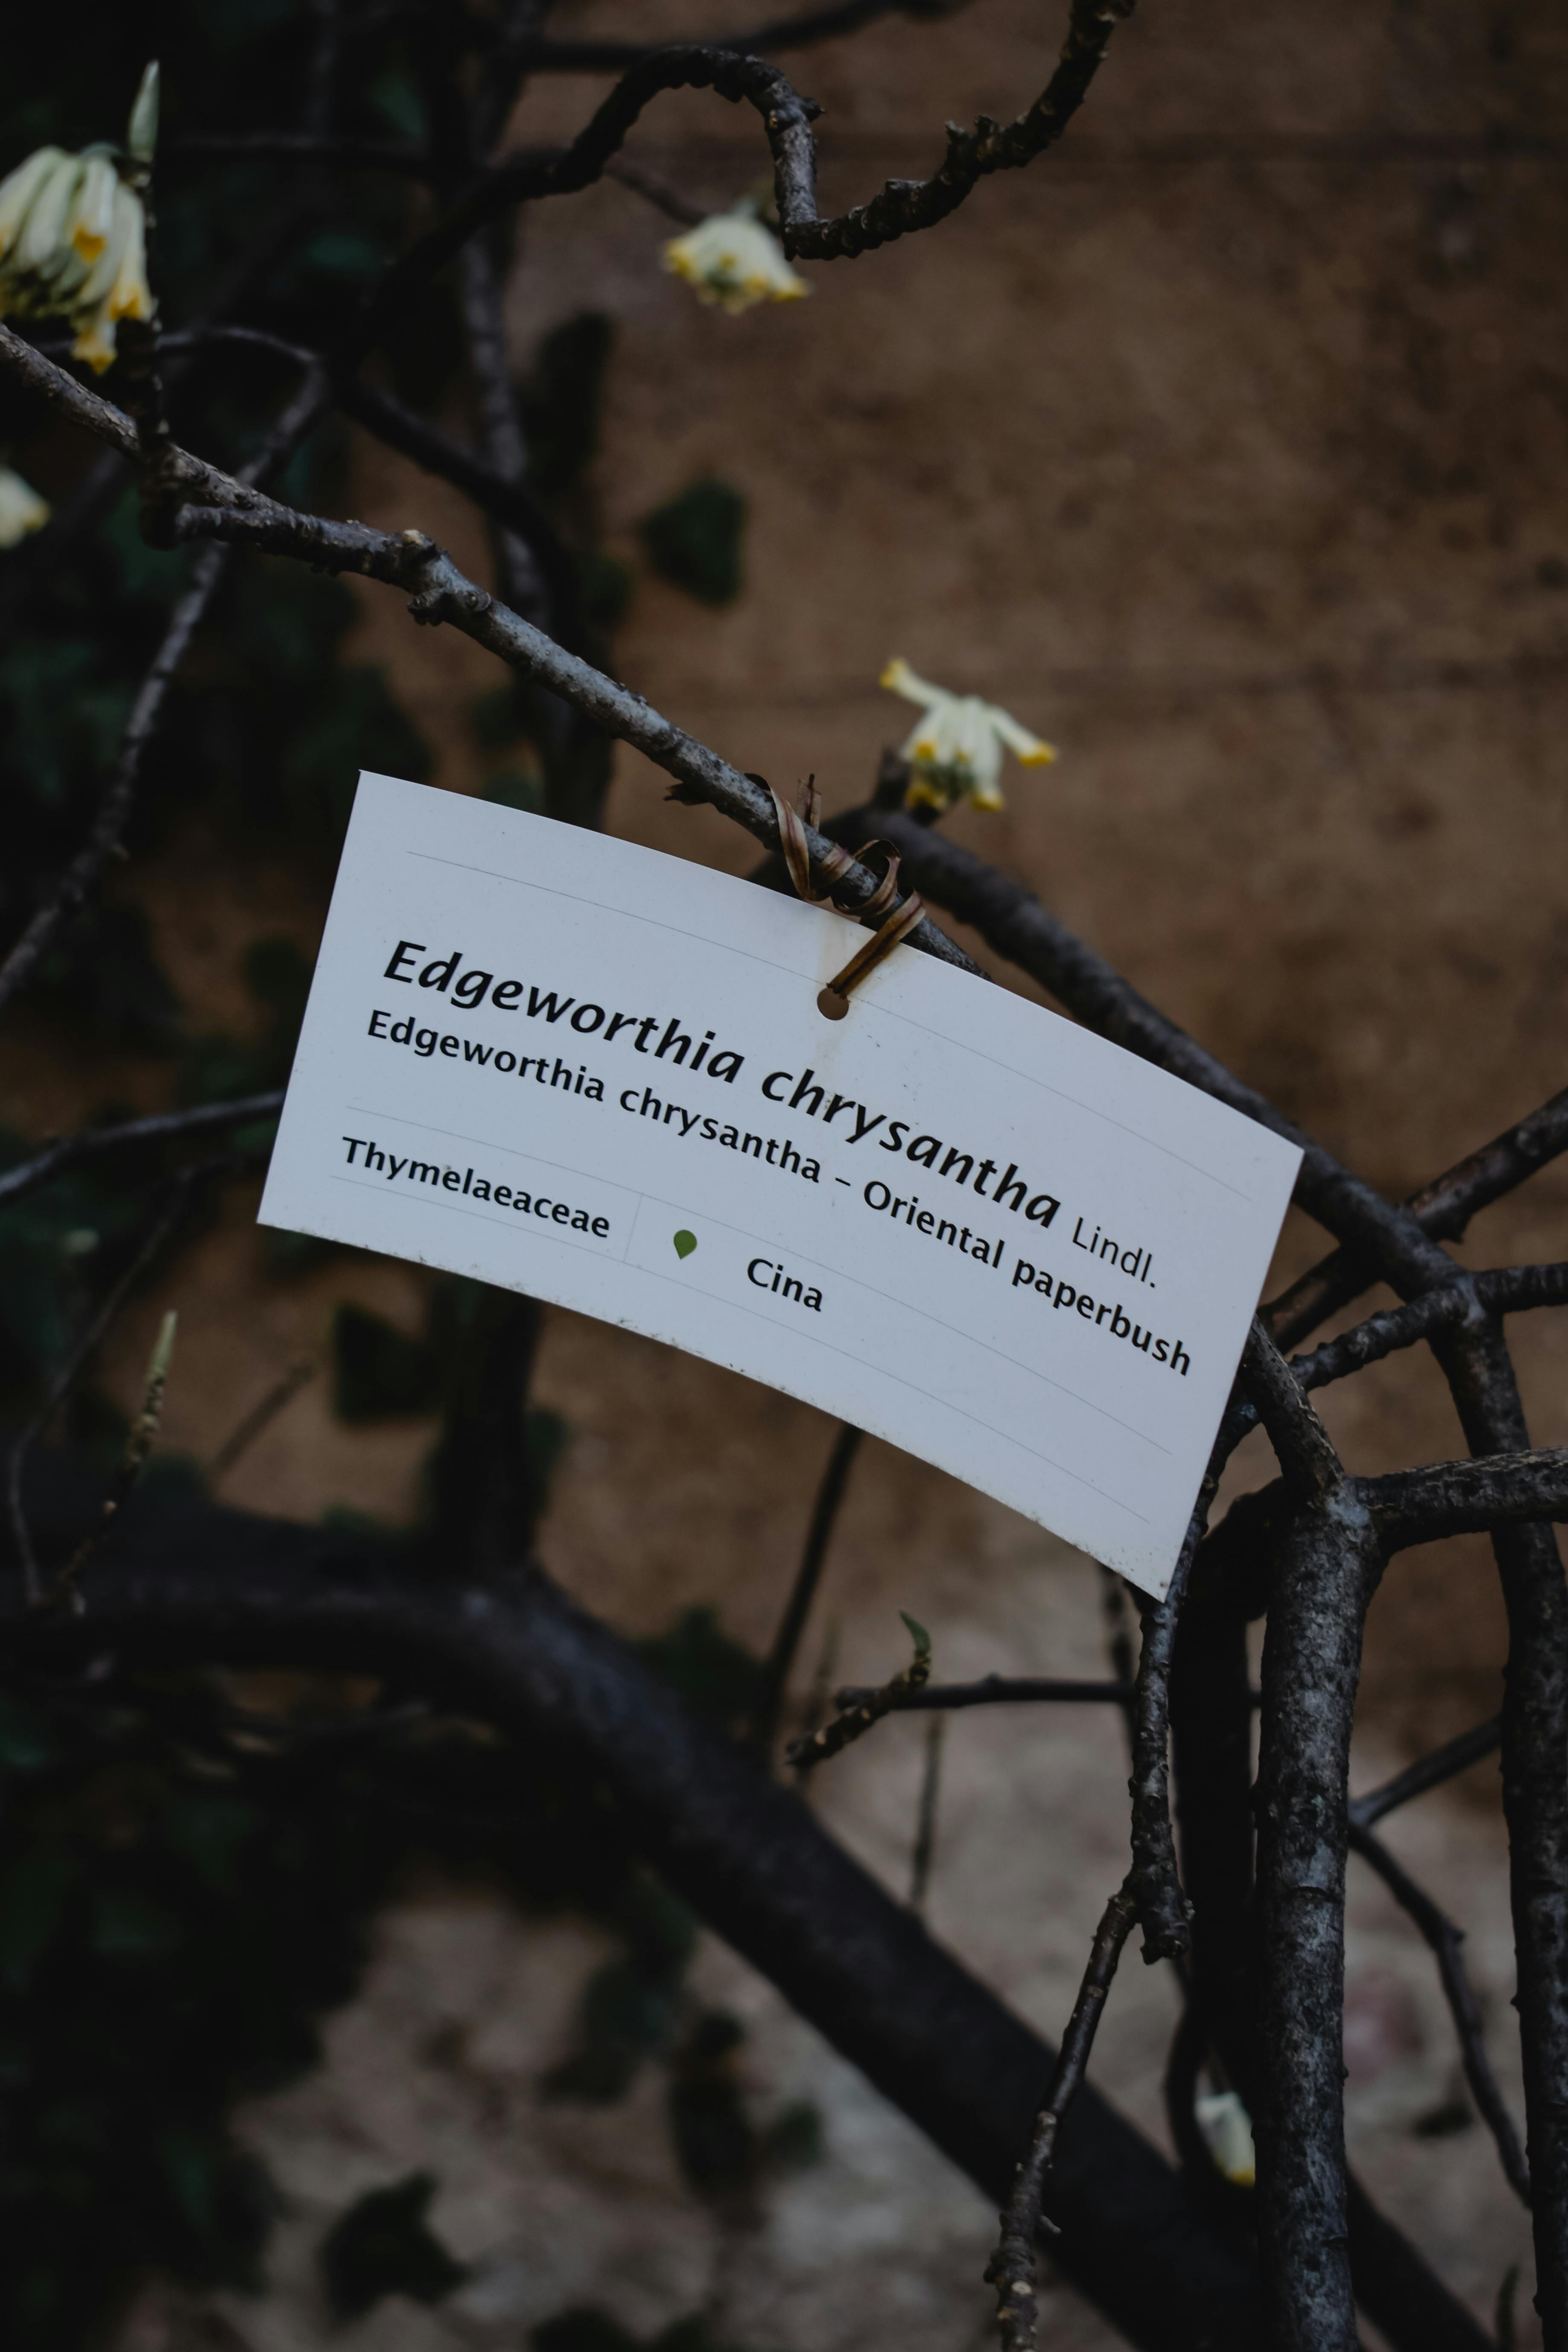 Edgeworthia chrysantha Lindl.
Edgeworthia chrysantha – Oriental paperbush
Thymelaeaceae Cina